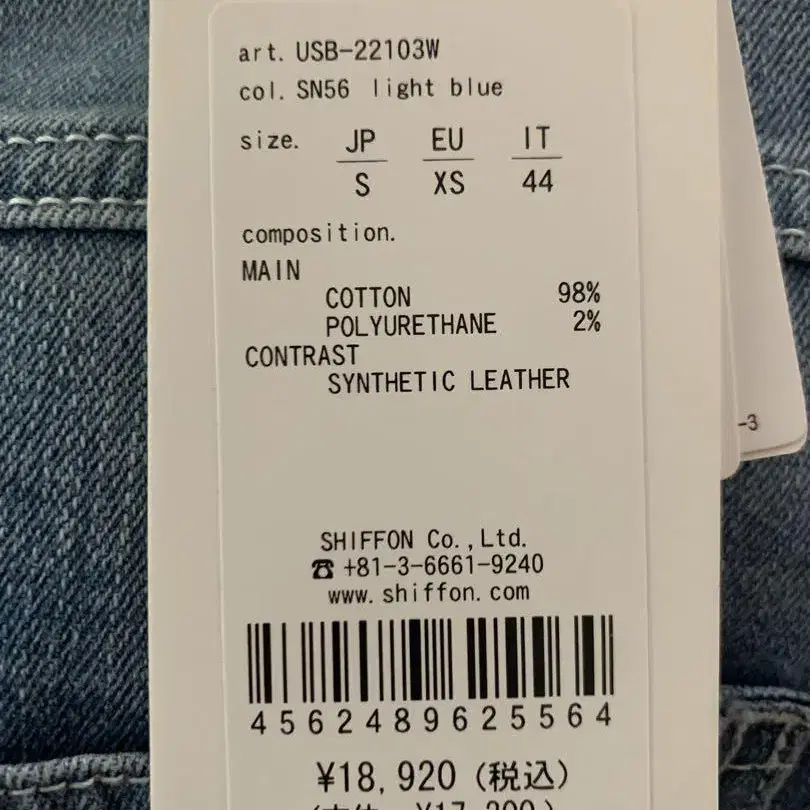 art. USB-22103W
col. SN56 light blue
size. JP EU IT
S XS 44
composition.
MAIN
COTTON 98%
POLYURETHANE 2%
CONTRAST
SYNTHETIC LEATHER
-3
SHIFFON Co.,Ltd.
☎ +81-3-6661-9240
www.shiffon.com
4562489625564
¥18,920 (税込)